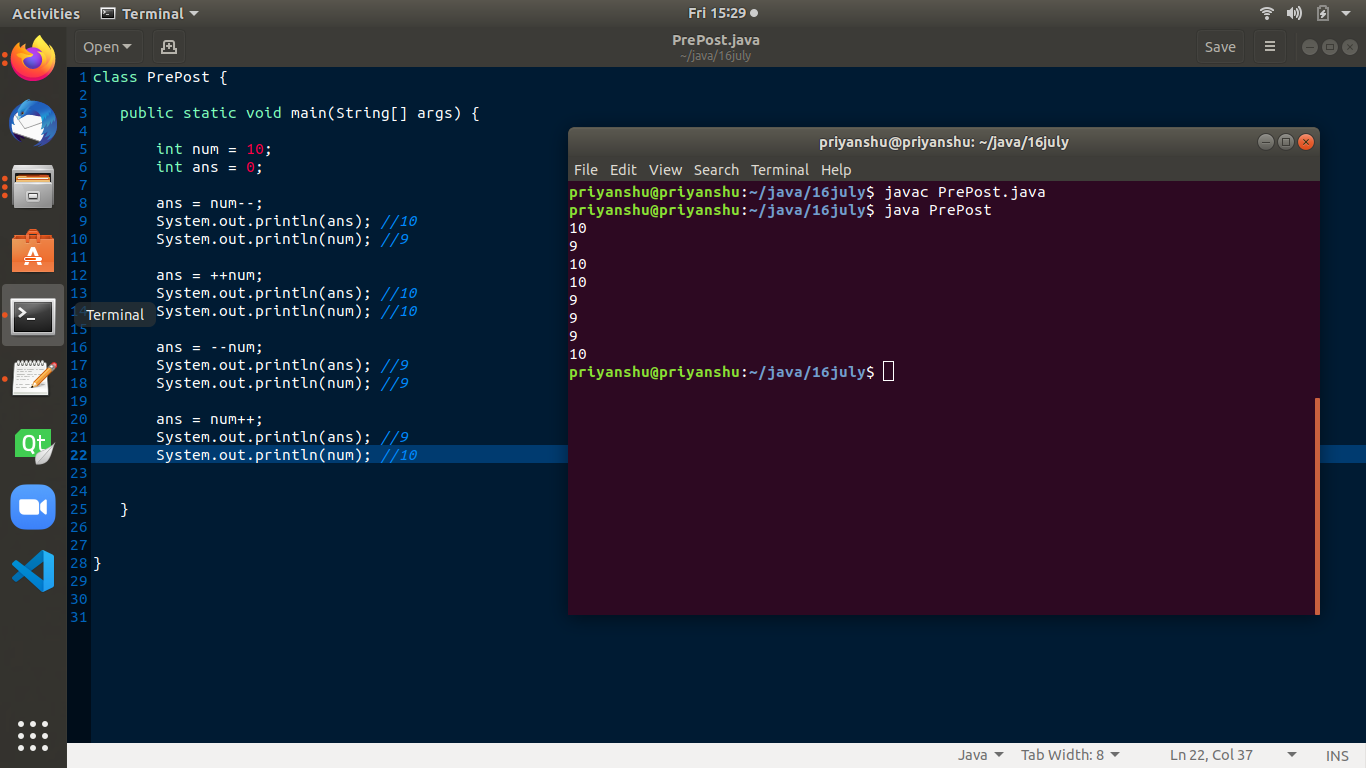 Activities Terminal Fri 15:29
Open PrePost.java Save
~/java/16july
1 class PrePost {
2
3 public static void main(String[] args) {
4
5 int num = 10;
6 int ans = 0;
7
8 ans = num--;
9 System.out.println(ans); //10
10 System.out.println(num); //9
11
12 ans = ++num;
13 System.out.println(ans); //10
14 System.out.println(num); //10
Terminal
15
16 ans = --num;
17 System.out.println(ans); //9
18 System.out.println(num); //9
19
20 ans = num++;
21 System.out.println(ans); //9
22 System.out.println(num); //10
23
24
25 }
26
27
28 }
29
30
31
priyanshu@priyanshu: ~/java/16july
File Edit View Search Terminal Help
priyanshu@priyanshu:~/java/16july$ javac PrePost.java
priyanshu@priyanshu:~/java/16july$ java PrePost
10
9
10
10
9
9
9
10
priyanshu@priyanshu:~/java/16july$
Qt
Java Tab Width: 8 Ln 22, Col 37 INS